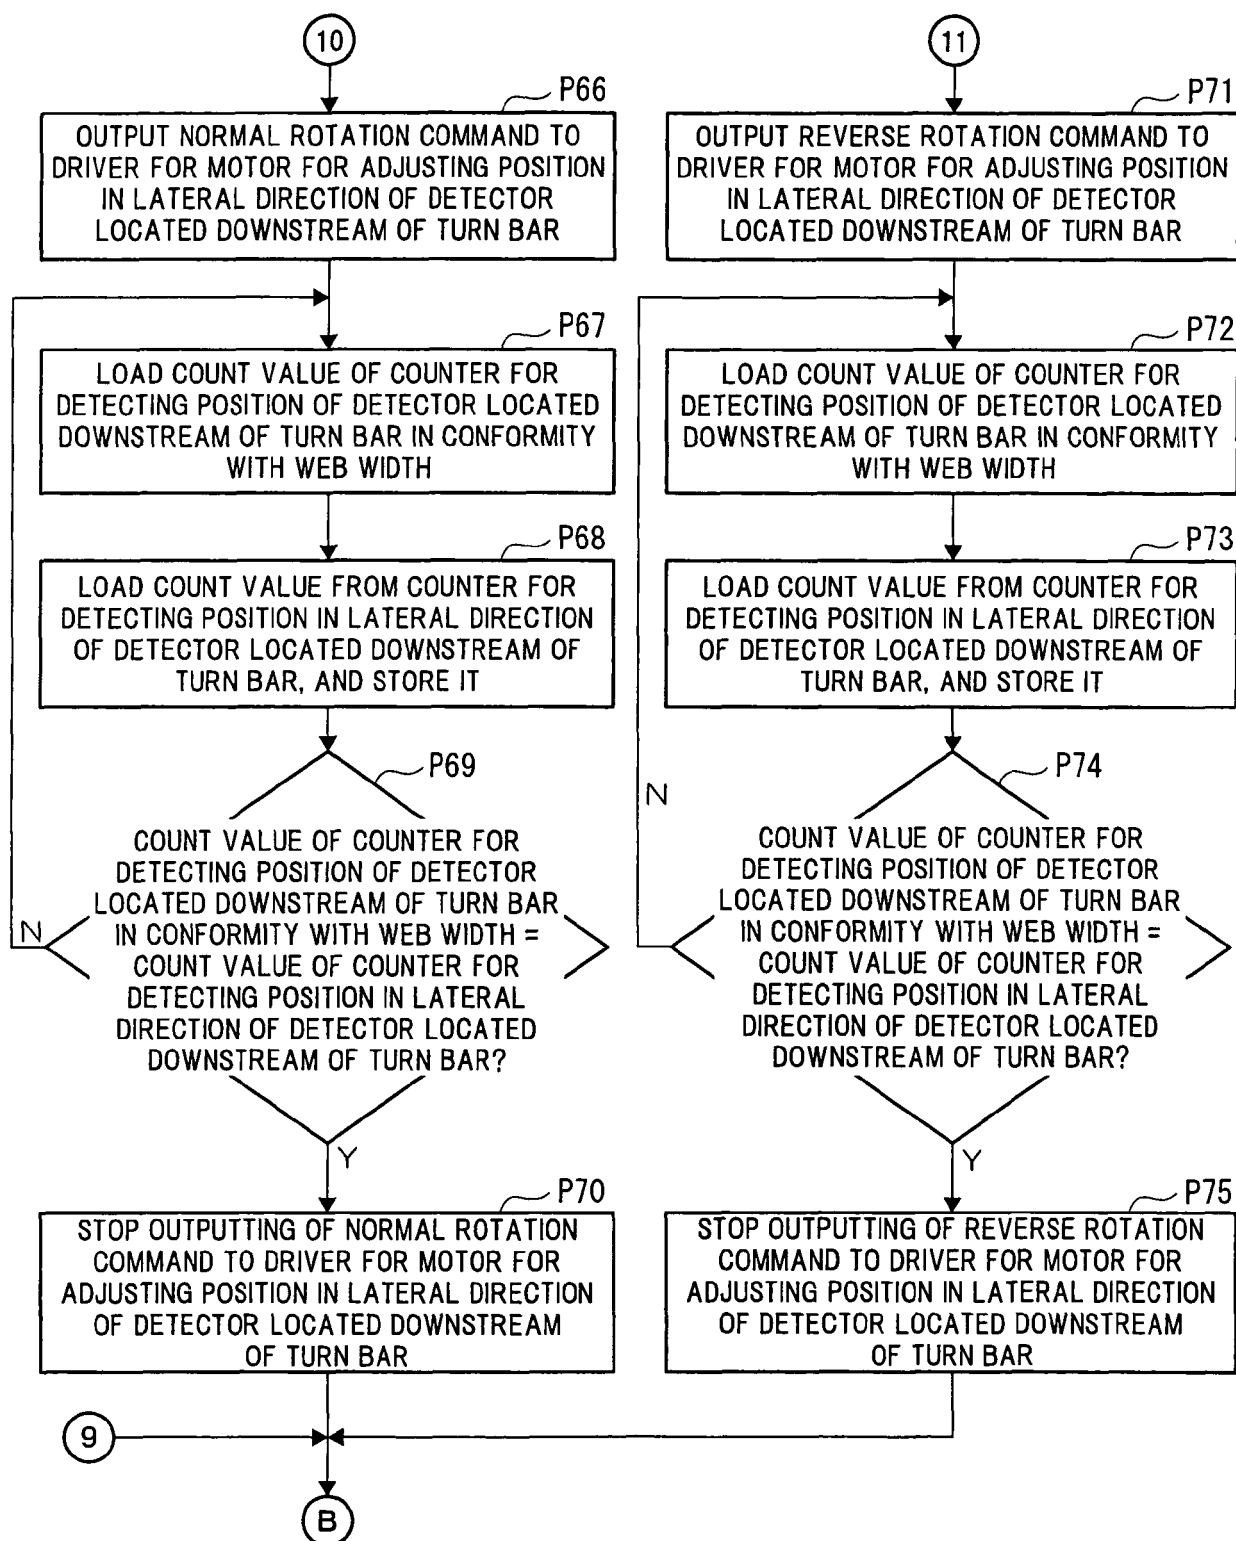 10
P66
OUTPUT NORMAL ROTATION COMMAND TO
DRIVER FOR MOTOR FOR ADJUSTING POSITION
IN LATERAL DIRECTION OF DETECTOR
LOCATED DOWNSTREAM OF TURN BAR
P67
LOAD COUNT VALUE OF COUNTER FOR
DETECTING POSITION OF DETECTOR LOCATED
DOWNSTREAM OF TURN BAR IN CONFORMITY
WITH WEB WIDTH
P68
LOAD COUNT VALUE FROM COUNTER FOR
DETECTING POSITION IN LATERAL DIRECTION
OF DETECTOR LOCATED DOWNSTREAM OF
TURN BAR, AND STORE IT
P69
COUNT VALUE OF COUNTER FOR
DETECTING POSITION OF DETECTOR
LOCATED DOWNSTREAM OF TURN BAR
IN CONFORMITY WITH WEB WIDTH =
COUNT VALUE OF COUNTER FOR
DETECTING POSITION IN LATERAL
DIRECTION OF DETECTOR LOCATED
DOWNSTREAM OF TURN BAR?
N
Y
P70
STOP OUTPUTTING OF NORMAL ROTATION
COMMAND TO DRIVER FOR MOTOR FOR
ADJUSTING POSITION IN LATERAL DIRECTION
OF DETECTOR LOCATED DOWNSTREAM
OF TURN BAR
11
P71
OUTPUT REVERSE ROTATION COMMAND TO
DRIVER FOR MOTOR FOR ADJUSTING POSITION
IN LATERAL DIRECTION OF DETECTOR
LOCATED DOWNSTREAM OF TURN BAR
P72
LOAD COUNT VALUE OF COUNTER FOR
DETECTING POSITION OF DETECTOR LOCATED
DOWNSTREAM OF TURN BAR IN CONFORMITY
WITH WEB WIDTH
P73
LOAD COUNT VALUE FROM COUNTER FOR
DETECTING POSITION IN LATERAL DIRECTION
OF DETECTOR LOCATED DOWNSTREAM OF
TURN BAR, AND STORE IT
P74
N
COUNT VALUE OF COUNTER FOR
DETECTING POSITION OF DETECTOR
LOCATED DOWNSTREAM OF TURN BAR
IN CONFORMITY WITH WEB WIDTH =
COUNT VALUE OF COUNTER FOR
DETECTING POSITION IN LATERAL
DIRECTION OF DETECTOR LOCATED
DOWNSTREAM OF TURN BAR?
Y
P75
STOP OUTPUTTING OF REVERSE ROTATION
COMMAND TO DRIVER FOR MOTOR FOR
ADJUSTING POSITION IN LATERAL DIRECTION
OF DETECTOR LOCATED DOWNSTREAM
OF TURN BAR
9
B